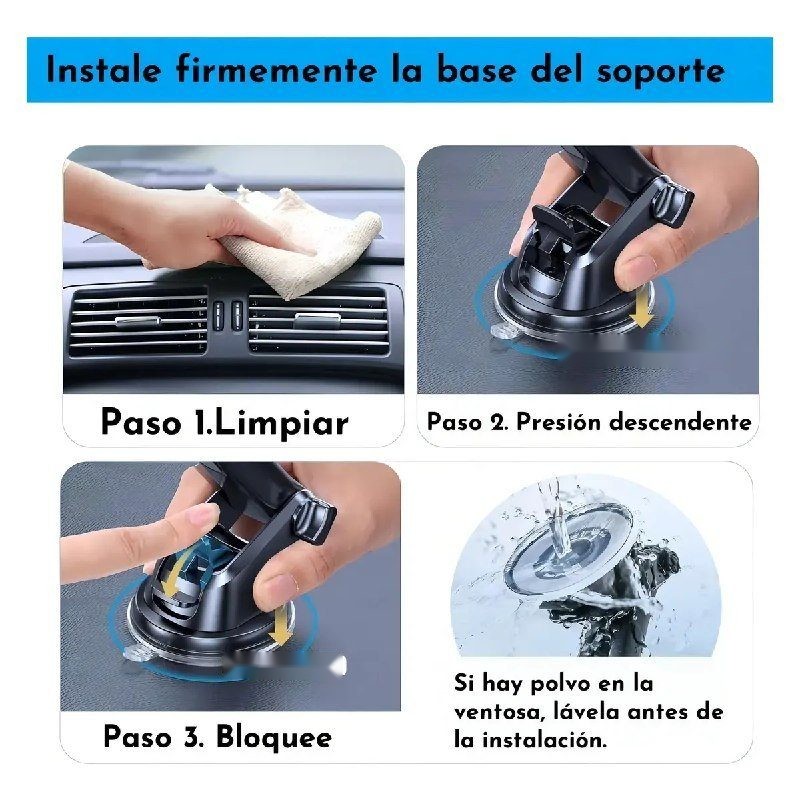 Instale firmemente la base del soporte
Paso 1.Limpiar
Paso 2. Presión descendente
Paso 3. Bloquee
Si hay polvo en la
ventosa, lávela antes de
la instalación.